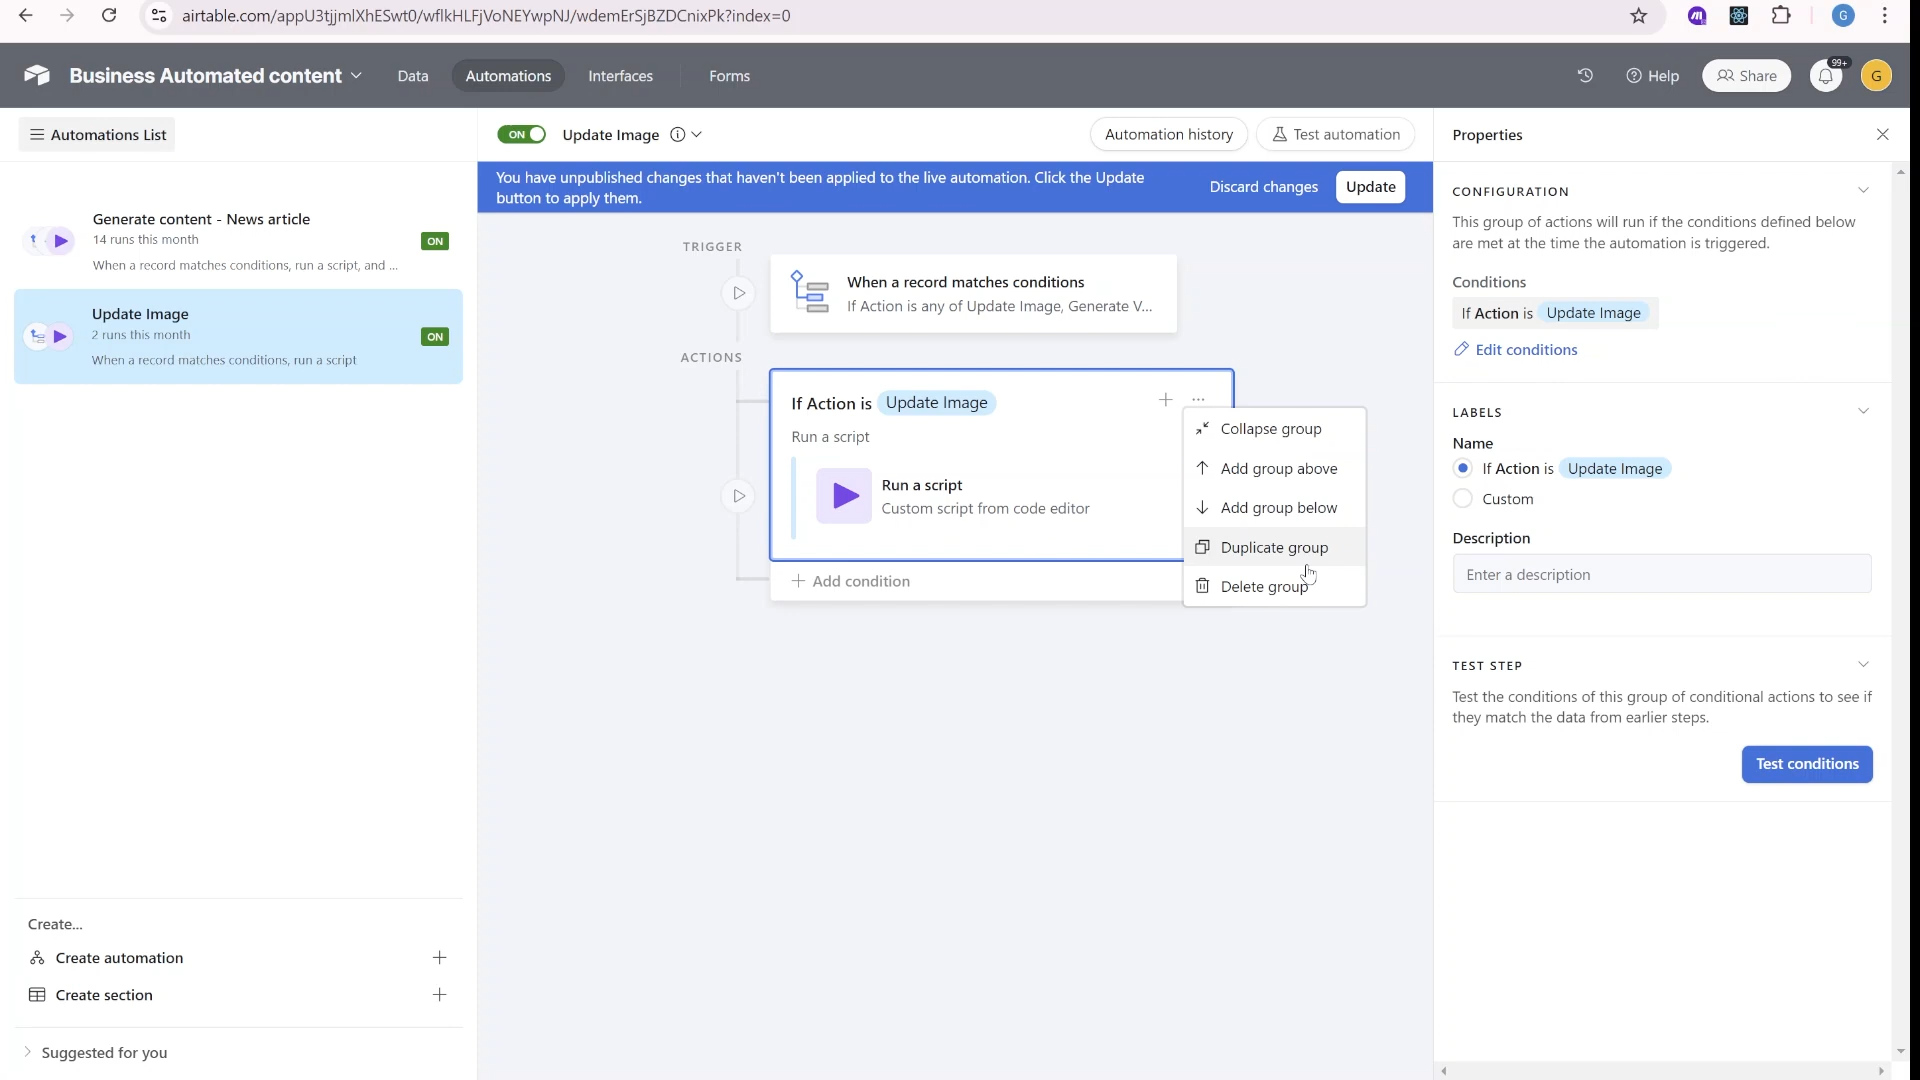 airtable.com/appU3tjjmlXhESwt0/wflkHLFjVoNEYwpNJ/wdemErSjBZDCnixPk?index=0
G
Business Automated content
Data
Automations
Interfaces
Forms
Help
Share
99+
G
Automations List
ON
Update Image
Automation history
Test automation
Properties
You have unpublished changes that haven't been applied to the live automation. Click the Update
button to apply them.
Discard changes
Update
Generate content - News article
14 runs this month
ON
When a record matches conditions, run a script, and ...
Update Image
2 runs this month
ON
When a record matches conditions, run a script
TRIGGER
When a record matches conditions
If Action is any of Update Image, Generate V...
ACTIONS
If Action is Update Image
Run a script
Run a script
Custom script from code editor
Add condition
Collapse group
Add group above
Add group below
Duplicate group
Delete group
CONFIGURATION
This group of actions will run if the conditions defined below
are met at the time the automation is triggered.
Conditions
If Action is Update Image
Edit conditions
LABELS
Name
If Action is Update Image
Custom
Description
Enter a description
TEST STEP
Test the conditions of this group of conditional actions to see if
they match the data from earlier steps.
Test conditions
Create...
Create automation
Create section
Suggested for you